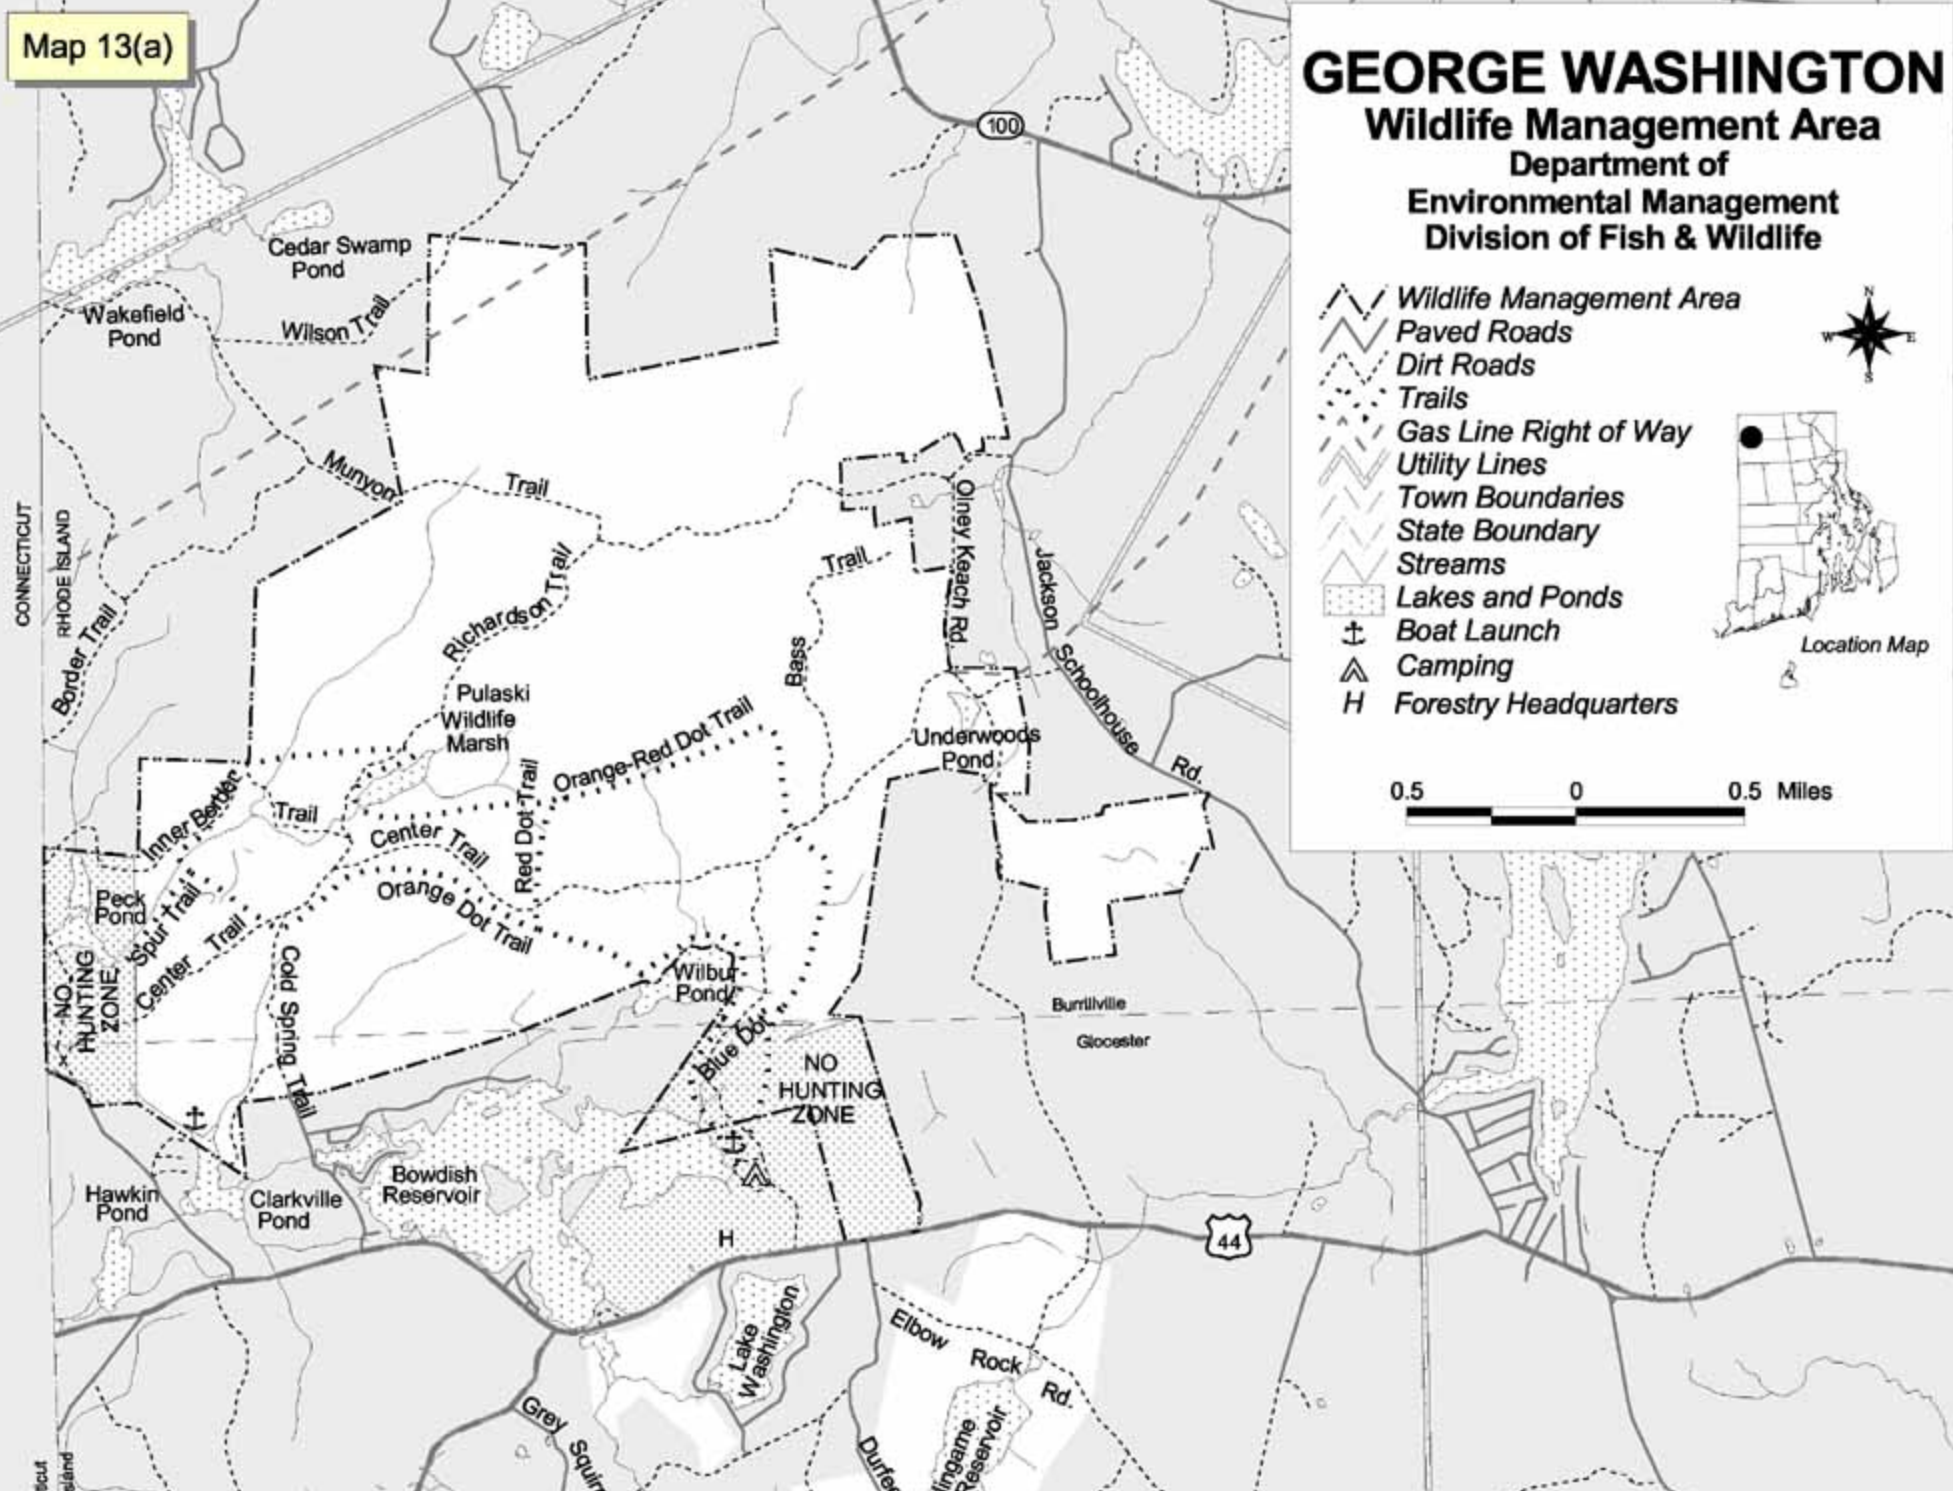 Map 13(a)
GEORGE WASHINGTON
Wildlife Management Area
Department of
Environmental Management
Division of Fish & Wildlife
Wildlife Management Area
Paved Roads
Dirt Roads
Trails
Gas Line Right of Way
Utility Lines
Town Boundaries
State Boundary
Streams
Lakes and Ponds
Boat Launch
Camping
H Forestry Headquarters
N
W E
S
Location Map
0.5 0 0.5 Miles
100
Cedar Swamp
Pond
Wakefield
Pond
Wilson Trail
Munyon
Trail
CONNECTICUT
RHODE ISLAND
Border Trail
Richardson Trail
Trail
Bass
Olney Keach Rd.
Jackson
Schoolhouse
Rd.
Pulaski
Wildlife
Marsh
Underwoods
Pond
Orange-Red Dot Trail
Red Dot Trail
Inner Border
Trail
Center Trail
Orange Dot Trail
Peck
Pond
Spur Trail
Center Trail
NO
HUNTING
ZONE
Cold Spring Trail
Wilbur
Pond
Blue Dot
NO
HUNTING
ZONE
Burrillville
Glocester
Hawkin
Pond
Clarkville
Pond
Bowdish
Reservoir
H
44
Lake
Washington
Elbow Rock Rd.
Grey Squirr
Durfee
lingame
Reservoir
ticut
sland